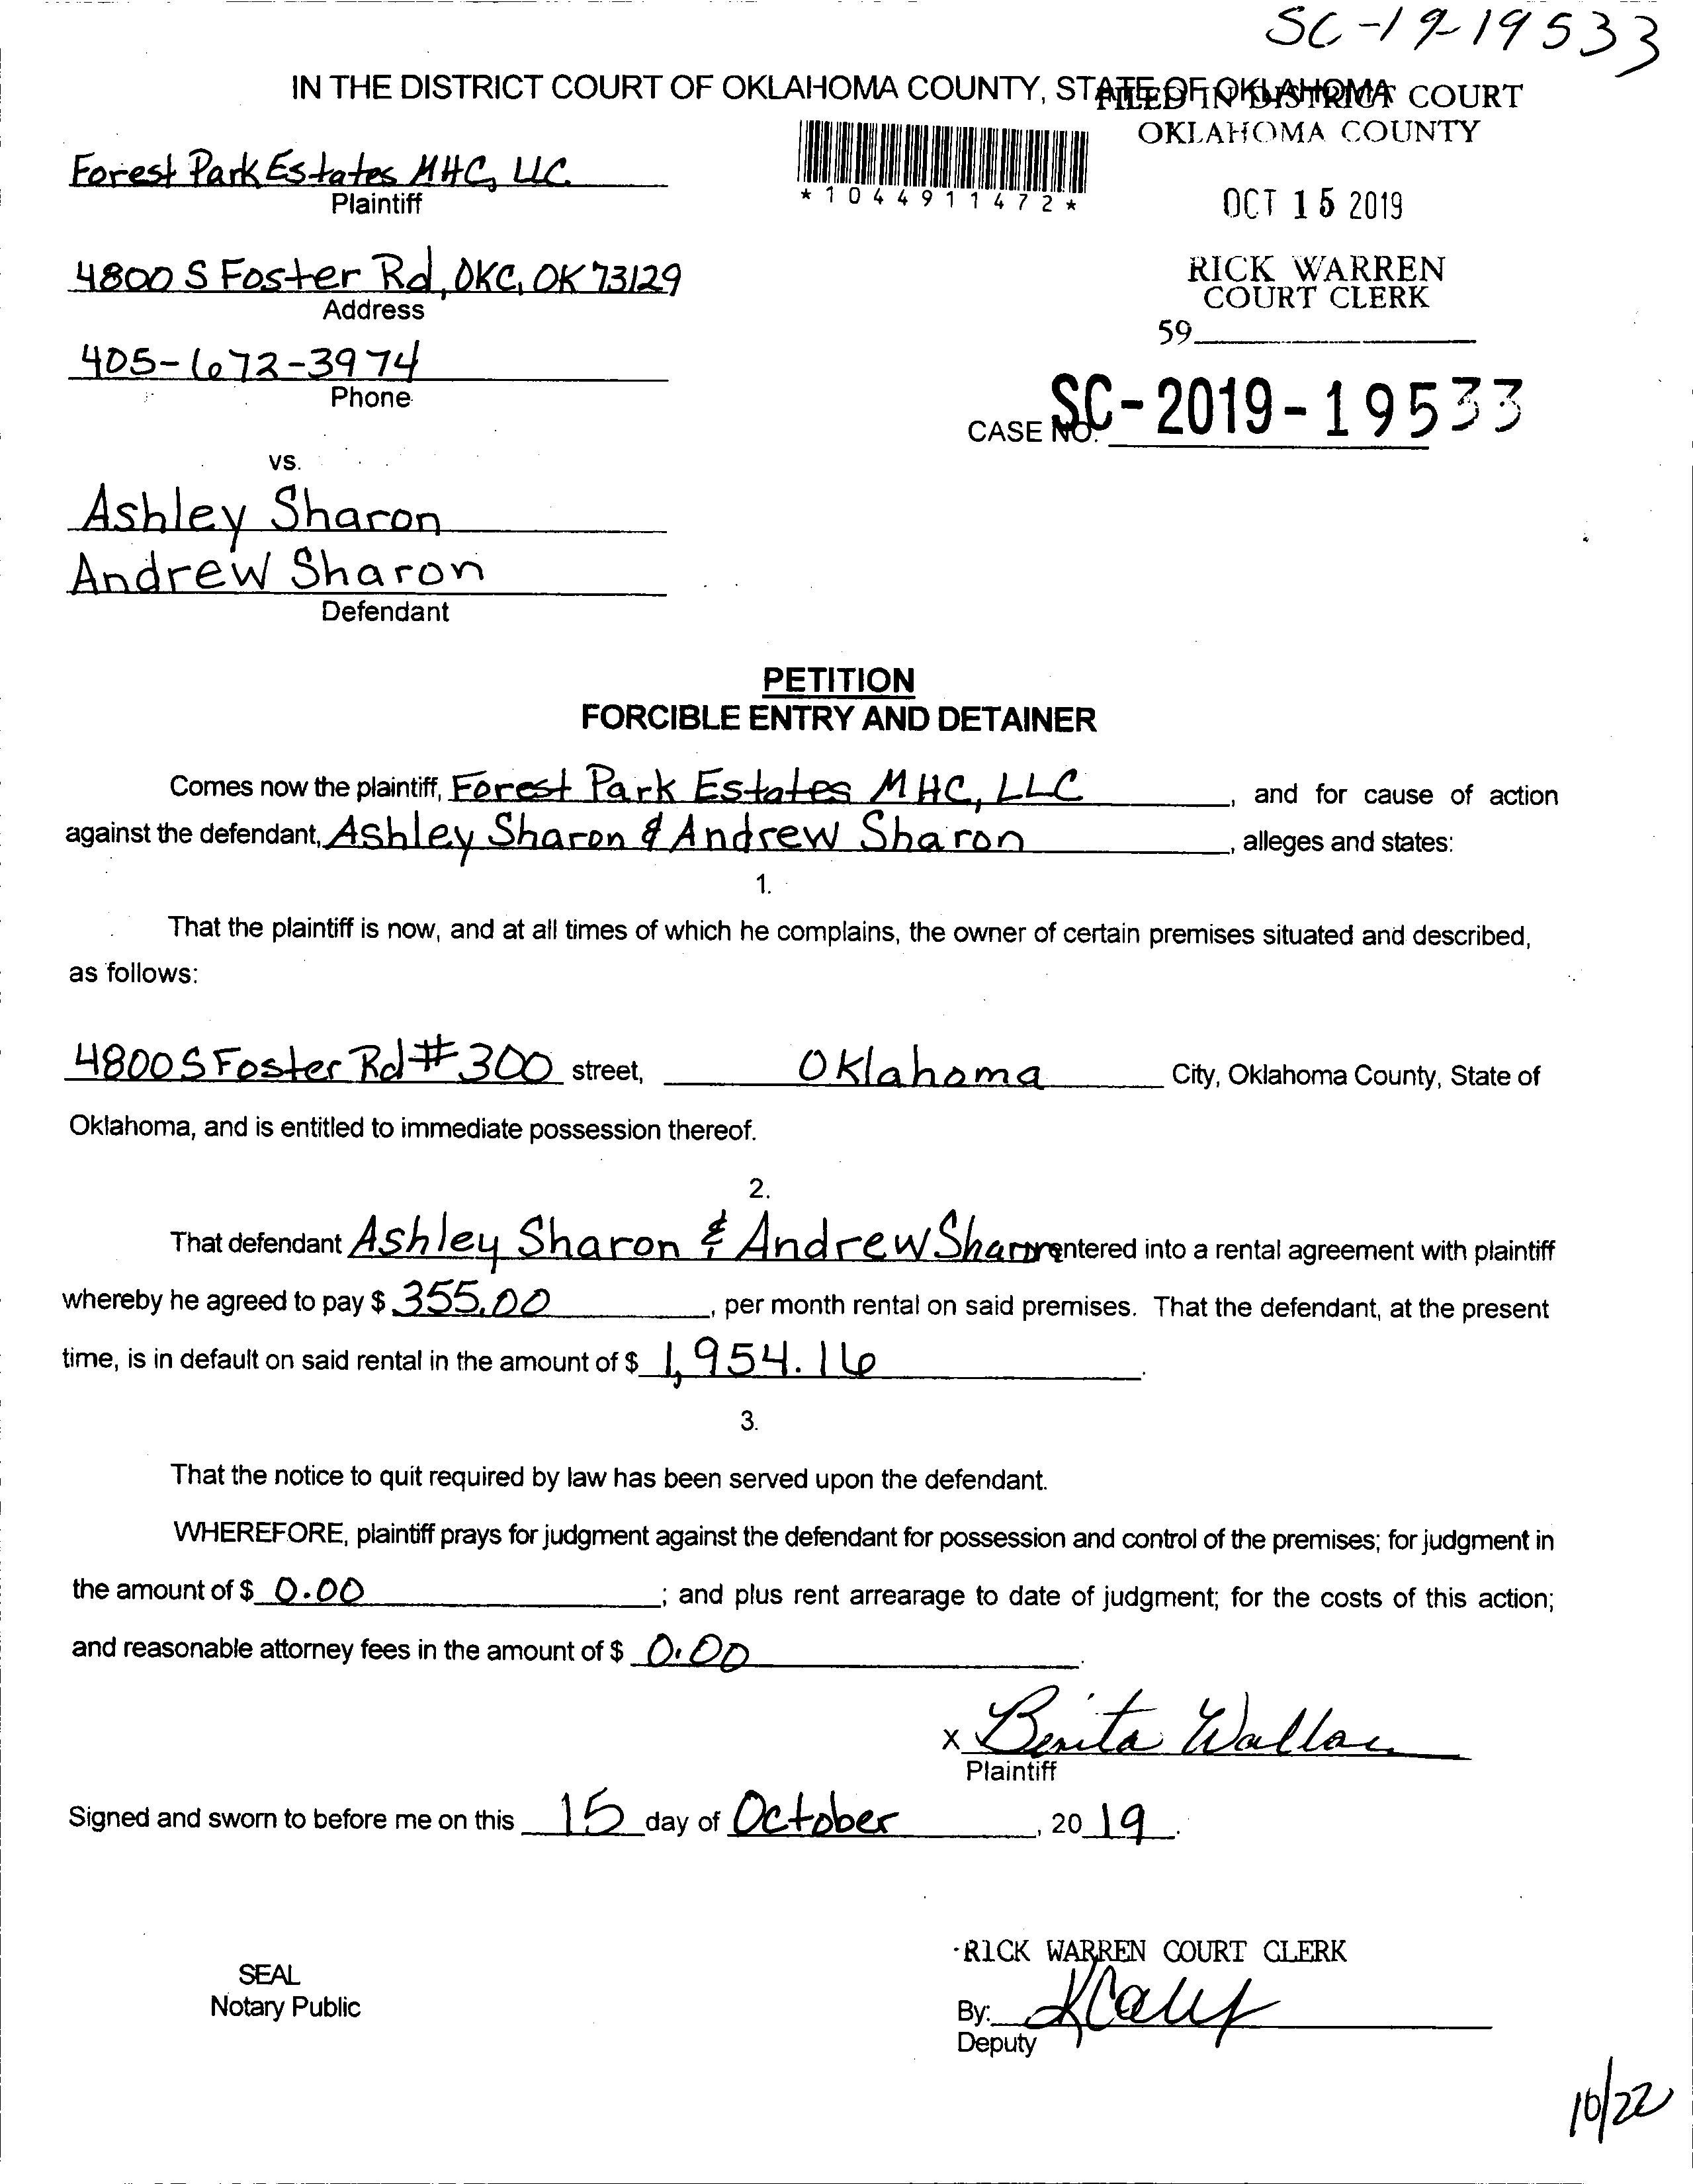 SC-19-19533
IN THE DISTRICT COURT OF OKLAHOMA COUNTY, STATE OF OKLAHOMA
FILED IN DISTRICT COURT
OKLAHOMA COUNTY
Forest Park Estates MHC, LLC
Plaintiff
*1044911472*
OCT 15 2019
4800 S Foster Rd, OKC, OK 73129
Address
RICK WARREN
COURT CLERK
59
405-672-3974
Phone
CASE NO. SC-2019-19533
vs.
Ashley Sharon
Andrew Sharon
Defendant
PETITION
FORCIBLE ENTRY AND DETAINER
Comes now the plaintiff, Forest Park Estates MHC, LLC, and for cause of action
against the defendant, Ashley Sharon & Andrew Sharon, alleges and states:
1.
That the plaintiff is now, and at all times of which he complains, the owner of certain premises situated and described,
as follows:
4800 S Foster Rd # 300 street, Oklahoma City, Oklahoma County, State of
Oklahoma, and is entitled to immediate possession thereof.
2.
That defendant Ashley Sharon & Andrew Sharon entered into a rental agreement with plaintiff
whereby he agreed to pay $ 355.00, per month rental on said premises. That the defendant, at the present
time, is in default on said rental in the amount of $ 1,954.16.
3.
That the notice to quit required by law has been served upon the defendant.
WHEREFORE, plaintiff prays for judgment against the defendant for possession and control of the premises; for judgment in
the amount of $ 0.00; and plus rent arrearage to date of judgment; for the costs of this action;
and reasonable attorney fees in the amount of $ 0.00.
x Benita Wallace
Plaintiff
Signed and sworn to before me on this 15 day of October, 20 19.
RICK WARREN COURT CLERK
SEAL
Notary Public
By:
Deputy
10/22